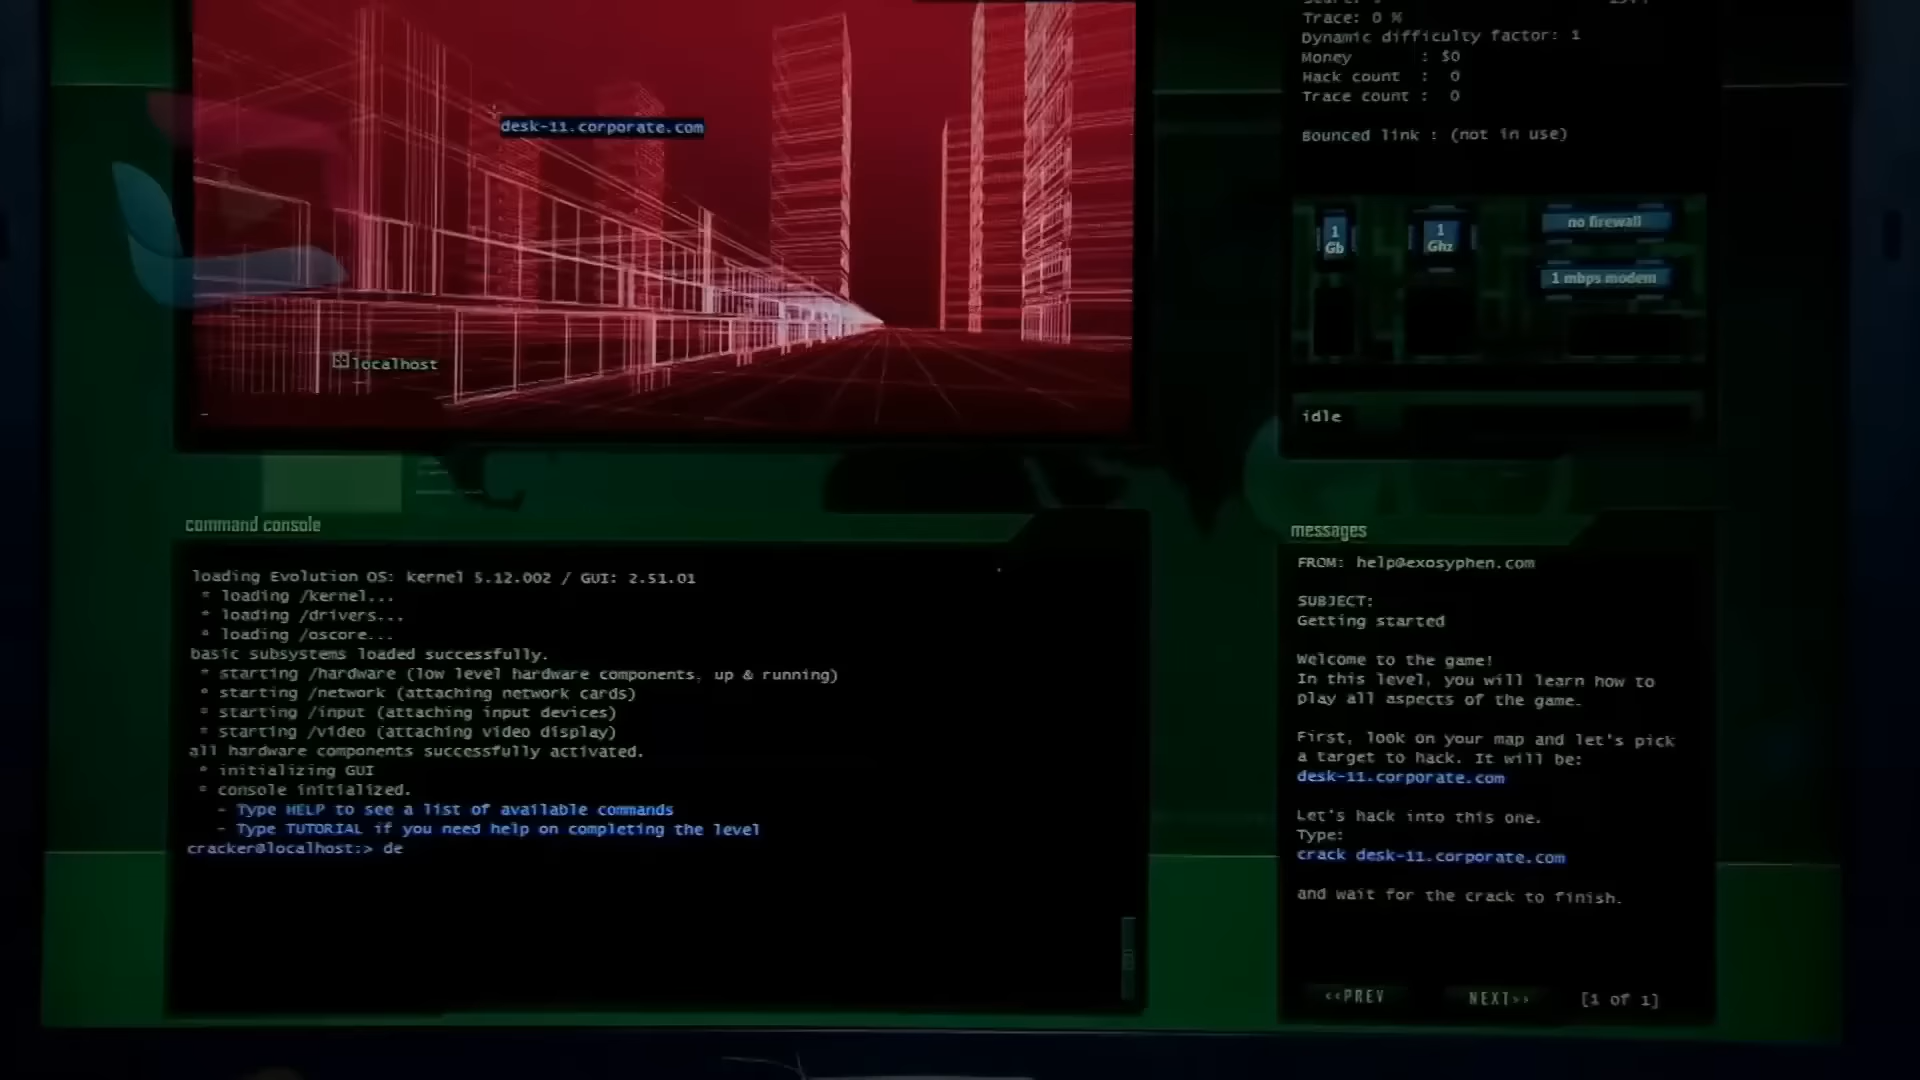 Trace: 0 %
Dynamic difficulty factor: 1
Money : $0
Hack count : 0
Trace count : 0
Bounced link : (not in use)
desk-11.corporate.com
localhost
1 Gb
1 Ghz
no firewall
1 mbps modem
idle
command console
loading Evolution OS: kernel 5.12.002 / GUI: 2.51.01
* loading /kernel...
* loading /drivers...
* loading /oscore...
basic subsystems loaded successfully.
* starting /hardware (low level hardware components, up & running)
* starting /network (attaching network cards)
* starting /input (attaching input devices)
* starting /video (attaching video display)
all hardware components successfully activated.
* initializing GUI
* console initialized.
- Type HELP to see a list of available commands
- Type TUTORIAL if you need help on completing the level
cracker@localhost:> de
messages
FROM: help@exosyphen.com
SUBJECT:
Getting started
Welcome to the game!
In this level, you will learn how to
play all aspects of the game.
First, look on your map and let's pick
a target to hack. It will be:
desk-11.corporate.com
Let's hack into this one.
Type:
crack desk-11.corporate.com
and wait for the crack to finish.
<<PREV NEXT>> [1 of 1]